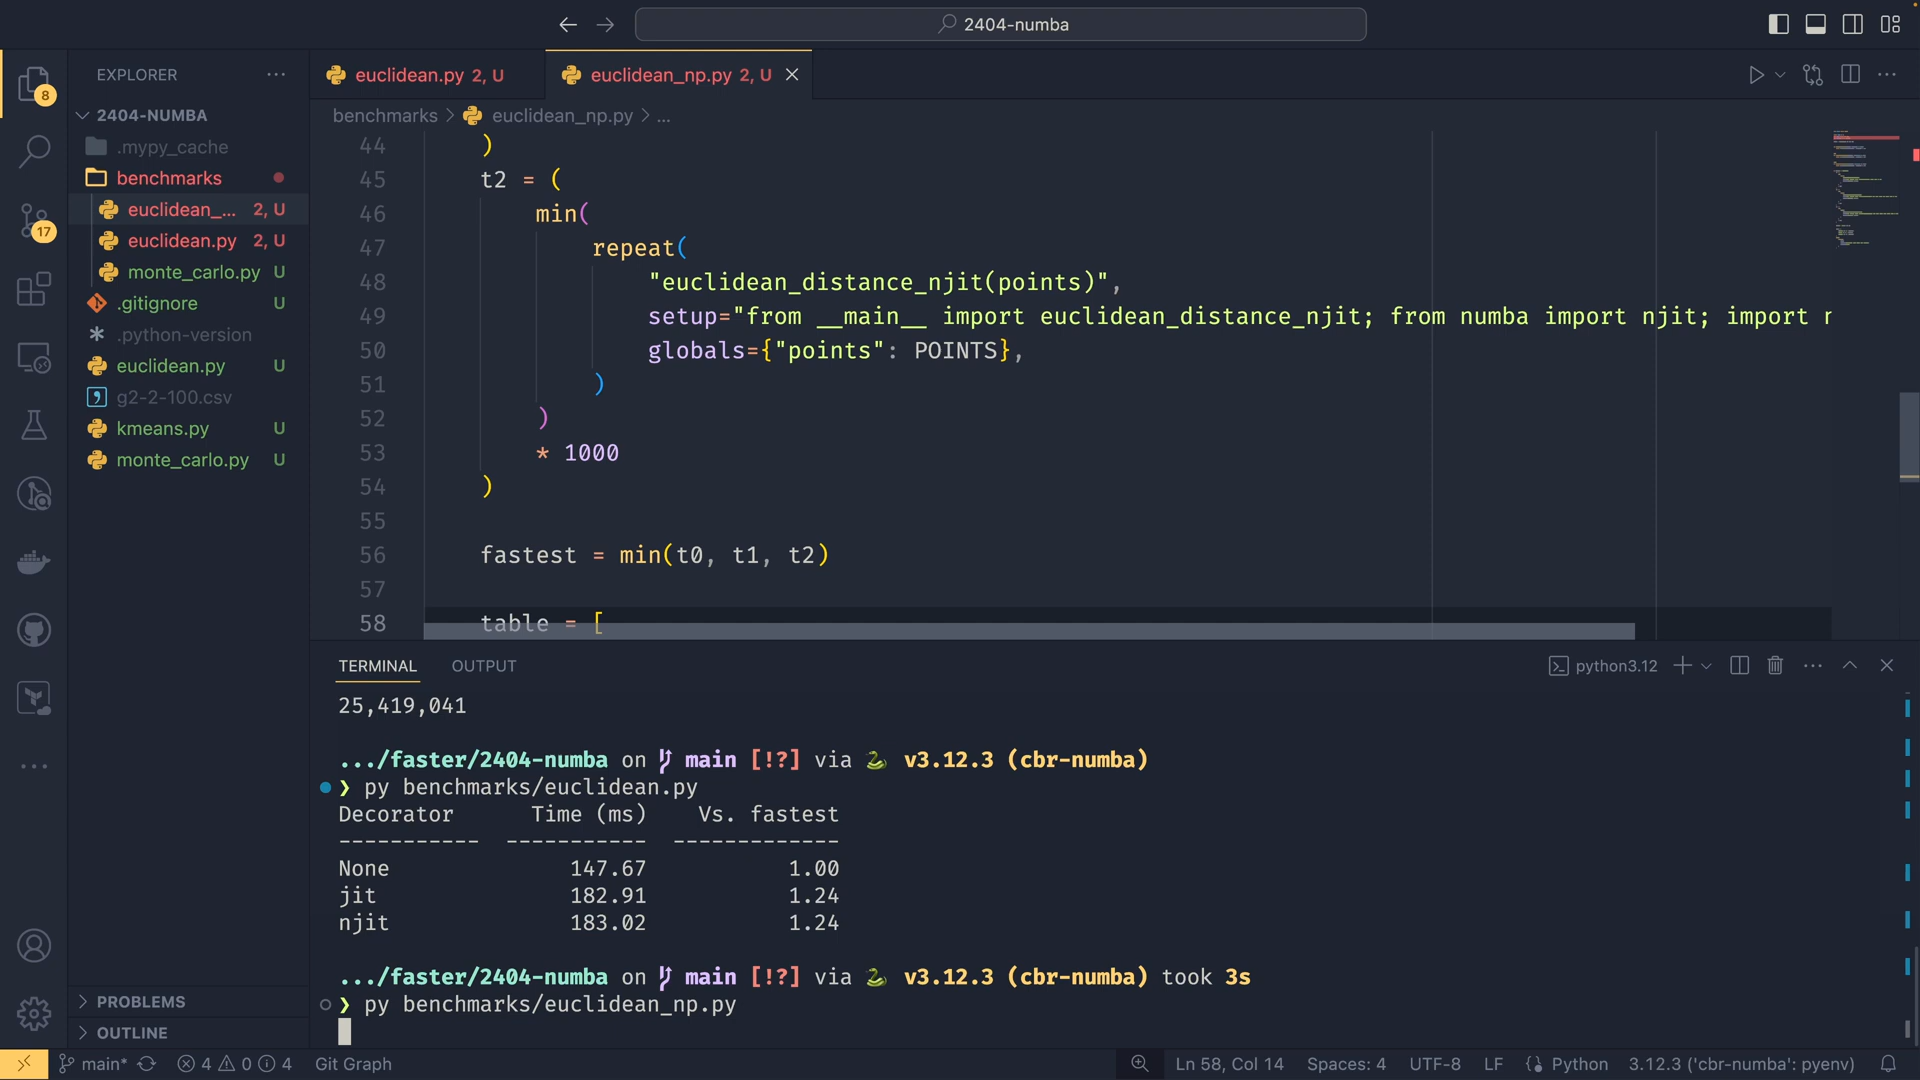 2404-numba
EXPLORER
8
17
2404-NUMBA
.mypy_cache
benchmarks
euclidean_... 2, U
euclidean.py 2, U
monte_carlo.py U
.gitignore U
.python-version
euclidean.py U
g2-2-100.csv
kmeans.py U
monte_carlo.py U
PROBLEMS
OUTLINE
euclidean.py 2, U
euclidean_np.py 2, U
benchmarks > euclidean_np.py > ...
44 )
45 t2 = (
46 min(
47 repeat(
48 "euclidean_distance_njit(points)",
49 setup="from __main__ import euclidean_distance_njit; from numba import njit; import
50 globals={"points": POINTS},
51 )
52 )
53 * 1000
54 )
55
56 fastest = min(t0, t1, t2)
57
58 table = [
TERMINAL OUTPUT
python3.12
25,419,041
.../faster/2404-numba on main [!?] via v3.12.3 (cbr-numba)
❯ py benchmarks/euclidean.py
Decorator Time (ms) Vs. fastest
----------- ----------- -------------
None 147.67 1.00
jit 182.91 1.24
njit 183.02 1.24
.../faster/2404-numba on main [!?] via v3.12.3 (cbr-numba) took 3s
❯ py benchmarks/euclidean_np.py
main* 4 0 4 Git Graph
Ln 58, Col 14 Spaces: 4 UTF-8 LF Python 3.12.3 ('cbr-numba': pyenv)